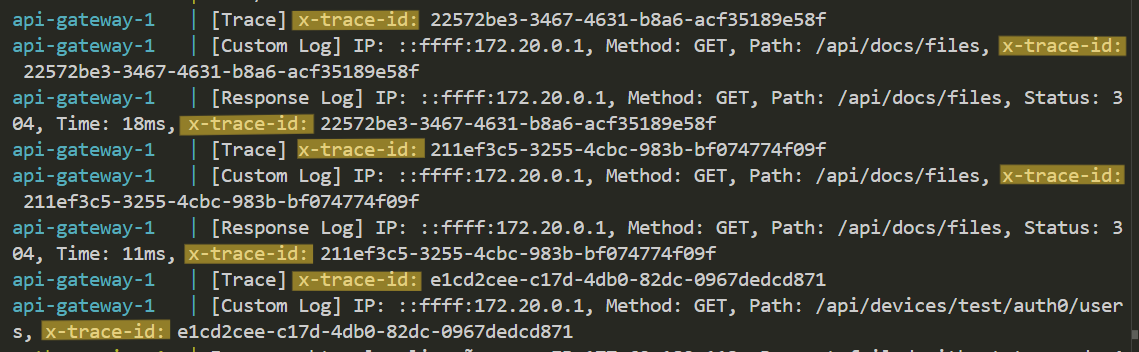 api-gateway-1 | [Trace] x-trace-id: 22572be3-3467-4631-b8a6-acf35189e58f
api-gateway-1 | [Custom Log] IP: ::ffff:172.20.0.1, Method: GET, Path: /api/docs/files, x-trace-id:
22572be3-3467-4631-b8a6-acf35189e58f
api-gateway-1 | [Response Log] IP: ::ffff:172.20.0.1, Method: GET, Path: /api/docs/files, Status: 3
04, Time: 18ms, x-trace-id: 22572be3-3467-4631-b8a6-acf35189e58f
api-gateway-1 | [Trace] x-trace-id: 211ef3c5-3255-4cbc-983b-bf074774f09f
api-gateway-1 | [Custom Log] IP: ::ffff:172.20.0.1, Method: GET, Path: /api/docs/files, x-trace-id:
211ef3c5-3255-4cbc-983b-bf074774f09f
api-gateway-1 | [Response Log] IP: ::ffff:172.20.0.1, Method: GET, Path: /api/docs/files, Status: 3
04, Time: 11ms, x-trace-id: 211ef3c5-3255-4cbc-983b-bf074774f09f
api-gateway-1 | [Trace] x-trace-id: e1cd2cee-c17d-4db0-82dc-0967dedcd871
api-gateway-1 | [Custom Log] IP: ::ffff:172.20.0.1, Method: GET, Path: /api/devices/test/auth0/user
s, x-trace-id: e1cd2cee-c17d-4db0-82dc-0967dedcd871